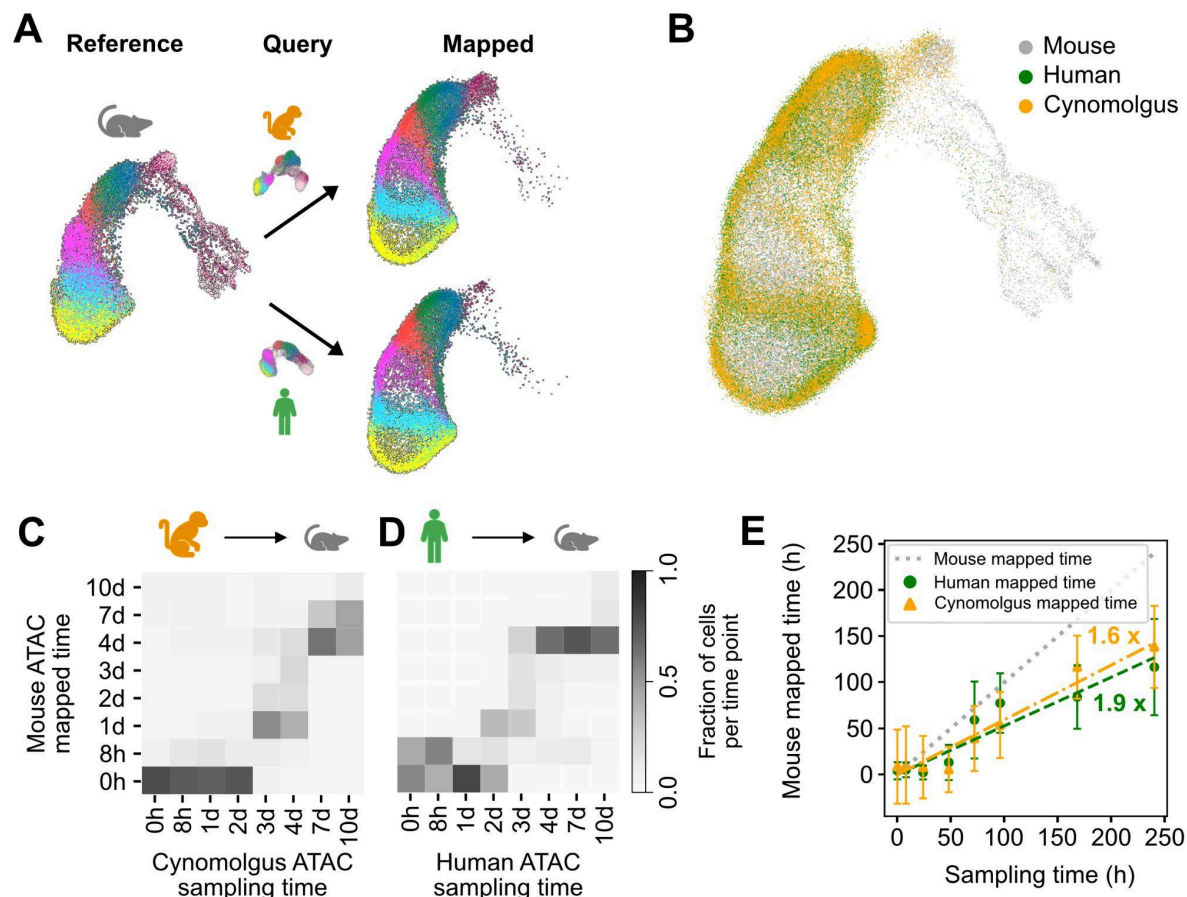 A
Reference
Query
Mapped
B
Mouse
Human
Cynomolgus
C
Mouse ATAC
mapped time
10d
7d
4d
3d
2d
1d
8h
0h
0h 8h 1d 2d 3d 4d 7d 10d
Cynomolgus ATAC
sampling time
D
0h 8h 1d 2d 3d 4d 7d 10d
Human ATAC
sampling time
1.0
0.5
0.0
Fraction of cells
per time point
E
Mouse mapped time (h)
250
200
150
100
50
0
Mouse mapped time
Human mapped time
Cynomolgus mapped time
1.6 x
1.9 x
0 50 100 150 200 250
Sampling time (h)